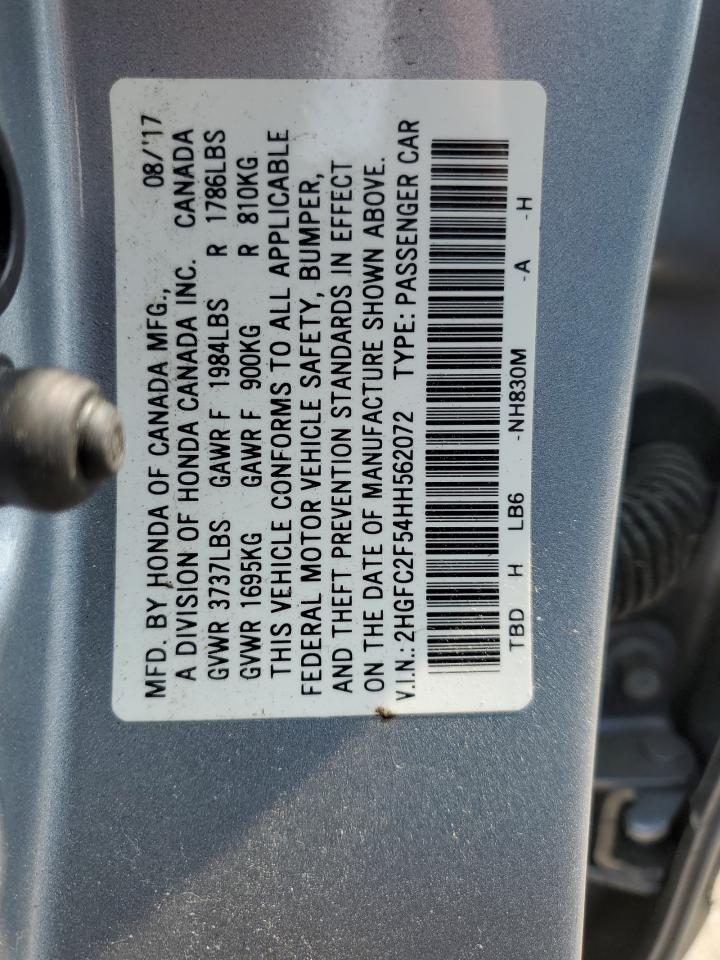 MFD. BY HONDA OF CANADA MFG., 08/'17
A DIVISION OF HONDA CANADA INC. CANADA
GVWR 3737LBS GAWR F 1984LBS R 1786LBS
GVWR 1695KG GAWR F 900KG R 810KG
THIS VEHICLE CONFORMS TO ALL APPLICABLE
FEDERAL MOTOR VEHICLE SAFETY, BUMPER,
AND THEFT PREVENTION STANDARDS IN EFFECT
ON THE DATE OF MANUFACTURE SHOWN ABOVE.
V.I.N.: 2HGFC2F54HH562072 TYPE: PASSENGER CAR
TBD H LB6 -NH830M -A -H